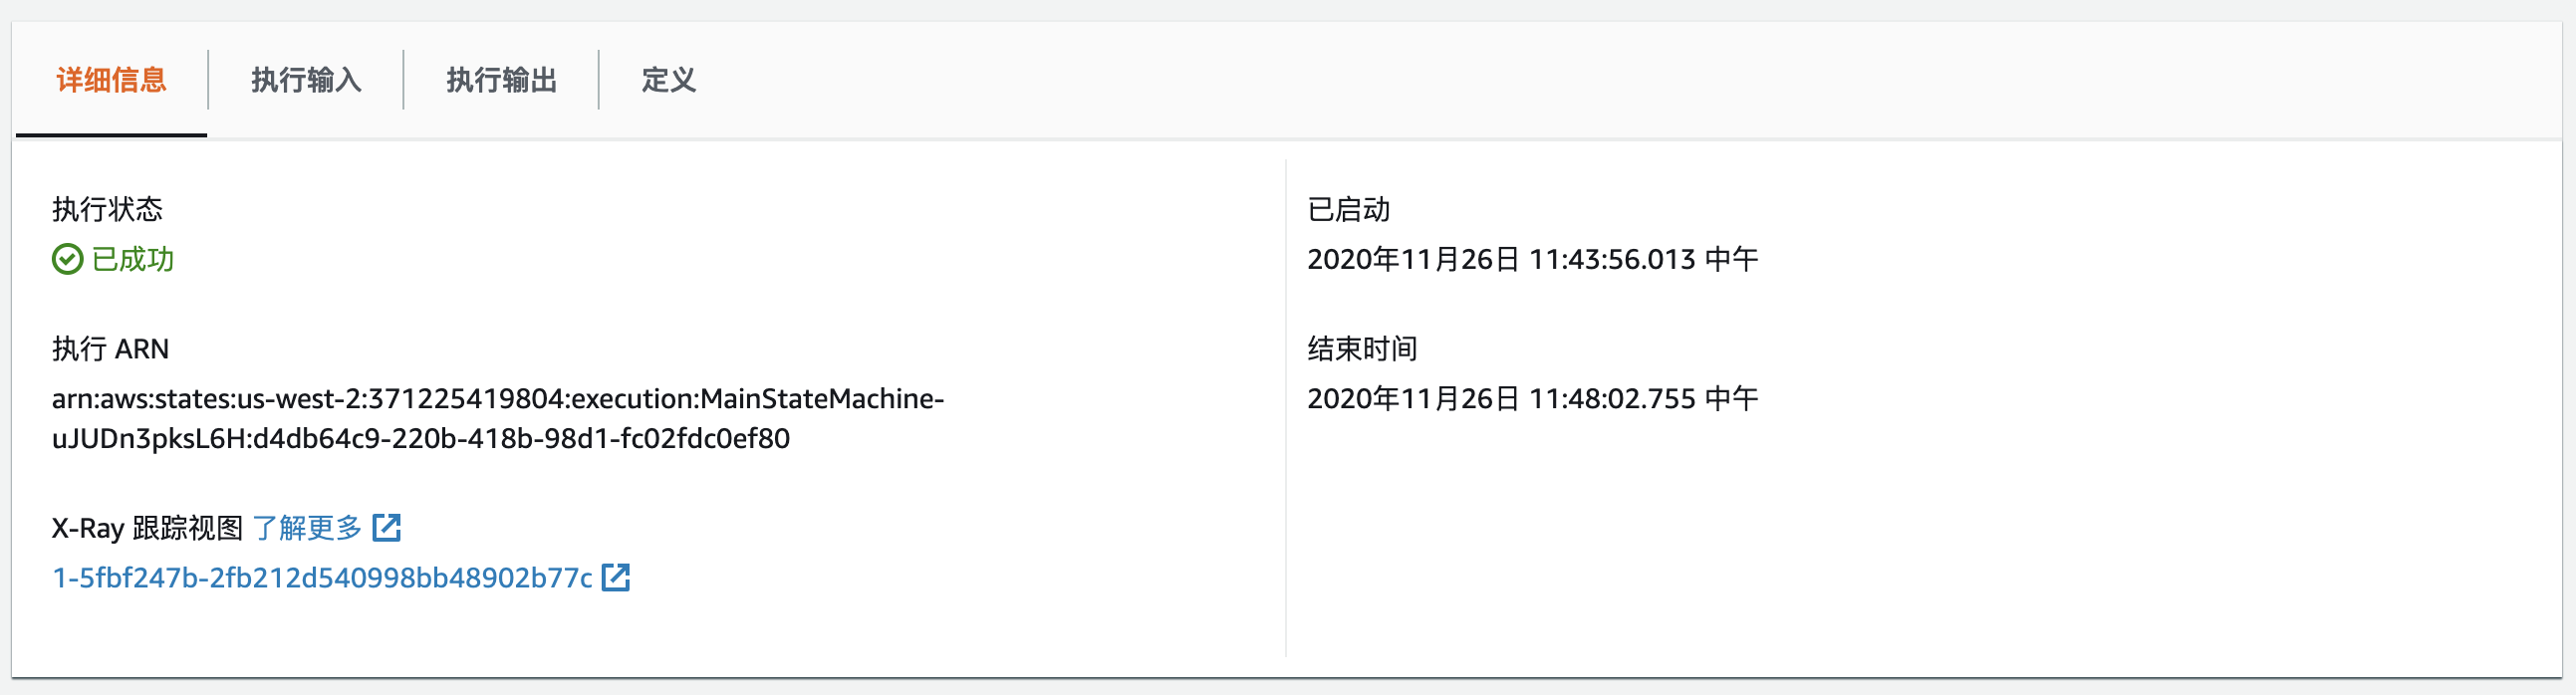 详细信息
执行输入
执行输出
定义
执行状态
已成功
执行 ARN
arn:aws:states:us-west-2:371225419804:execution:MainStateMachine-
uJUDn3pksL6H:d4db64c9-220b-418b-98d1-fc02fdc0ef80
X-Ray 跟踪视图 了解更多
1-5fbf247b-2fb212d540998bb48902b77c
已启动
2020年11月26日 11:43:56.013 中午
结束时间
2020年11月26日 11:48:02.755 中午